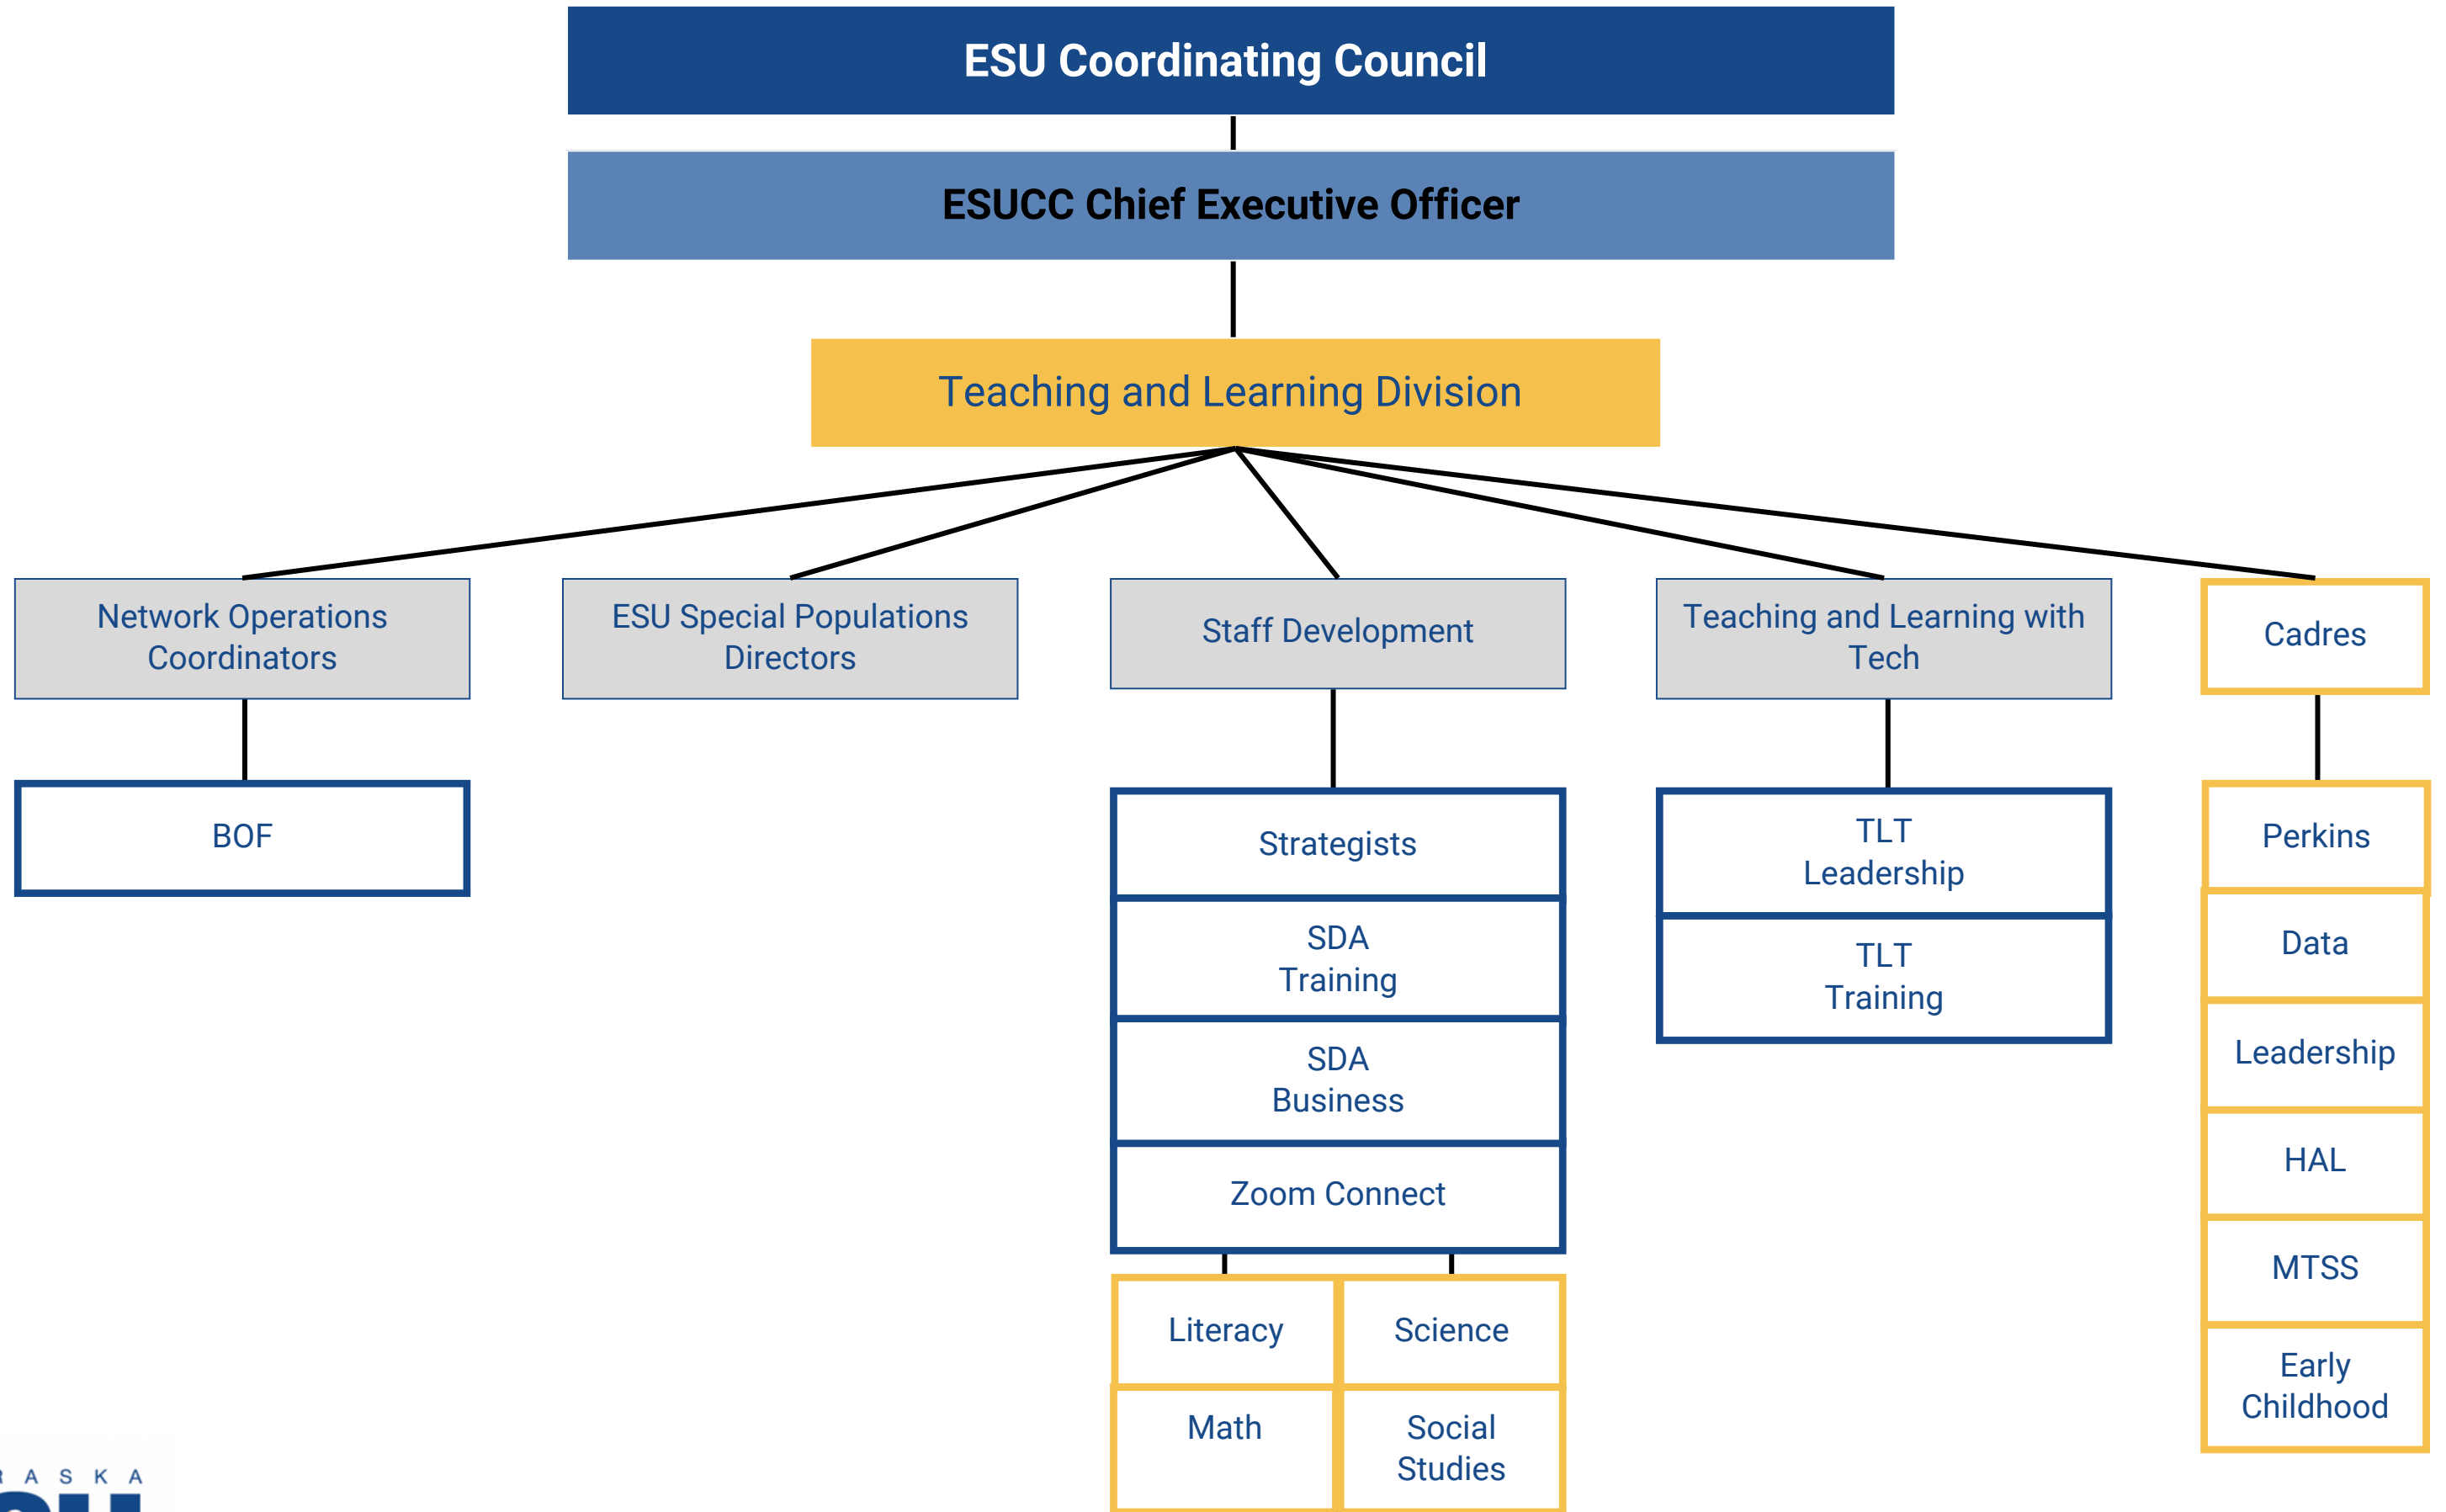 ESU Coordinating Council
ESUCC Chief Executive Officer
Teaching and Learning Division
Network Operations
Coordinators
ESU Special Populations
Directors
Staff Development
Teaching and Learning with
Tech
Cadres
BOF
Strategists
SDA
Training
SDA
Business
Zoom Connect
Literacy
Science
Math
Social
Studies
TLT
Leadership
TLT
Training
Perkins
Data
Leadership
HAL
MTSS
Early
Childhood